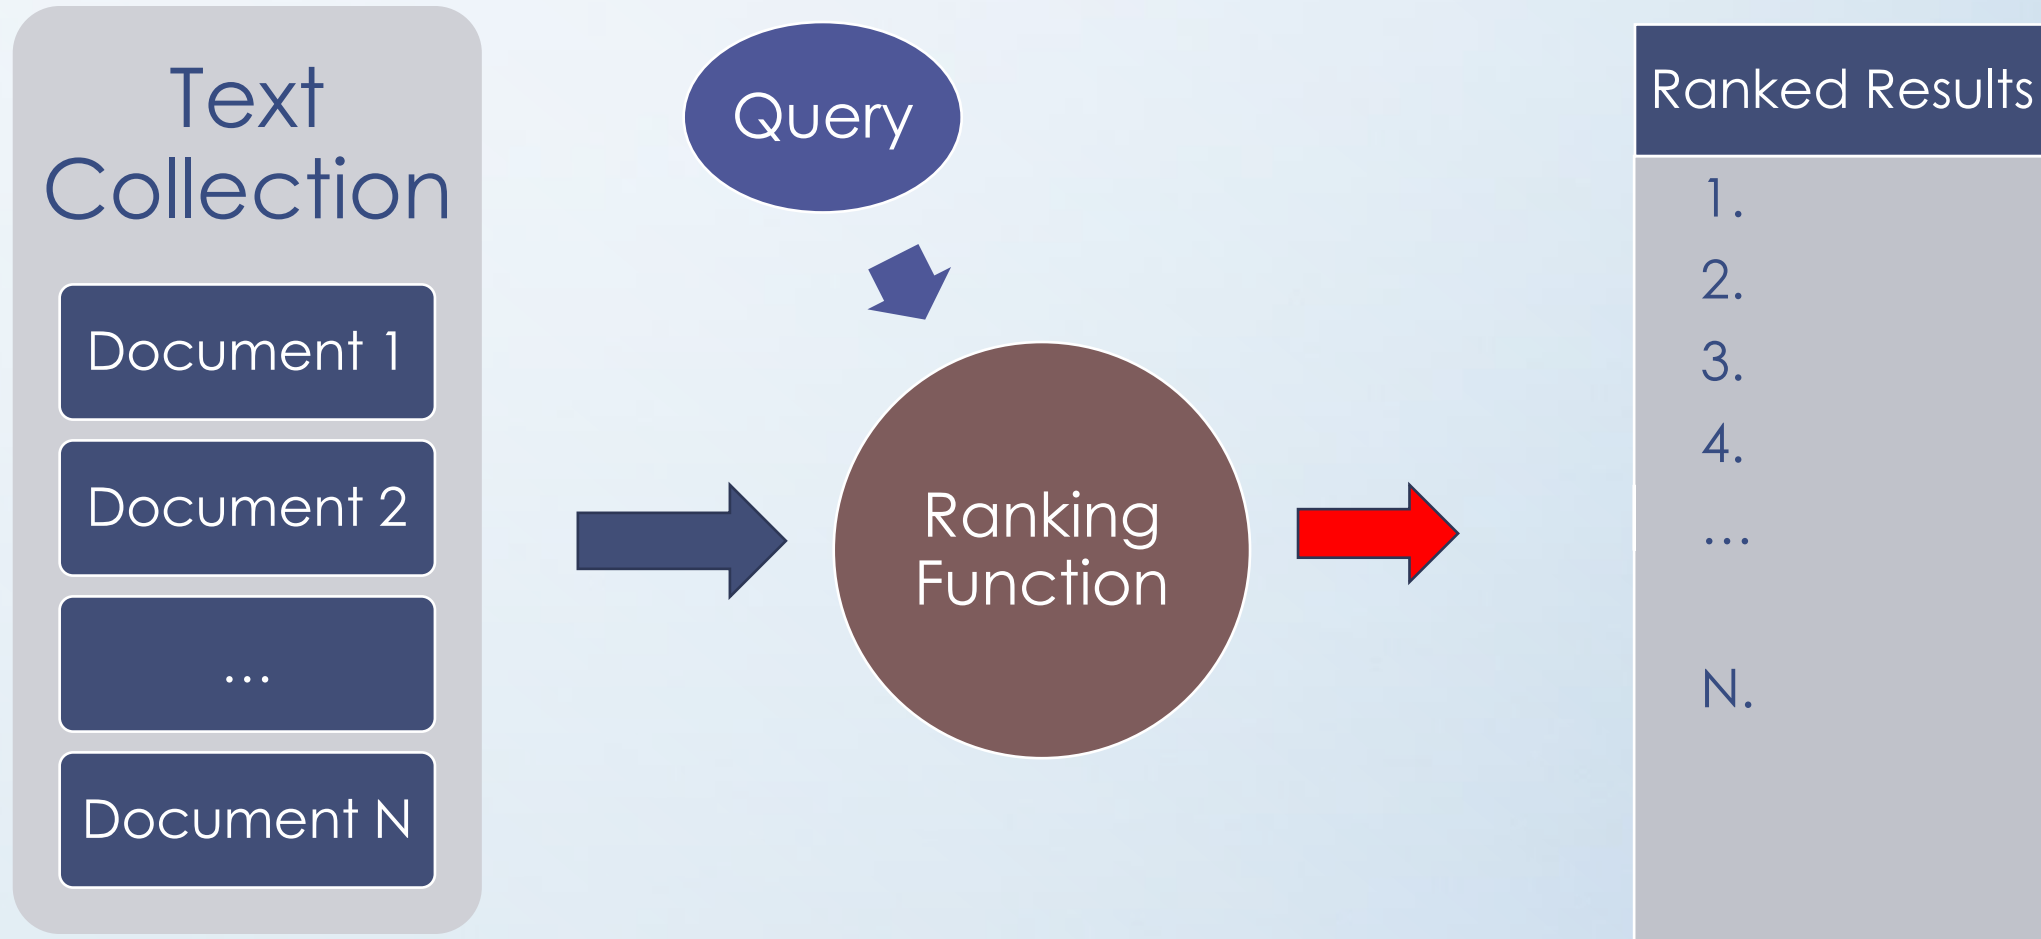 Text
Collection
Document 1
Document 2
...
Document N
Query
Ranking
Function
Ranked Results
1.
2.
3.
4.
...
N.